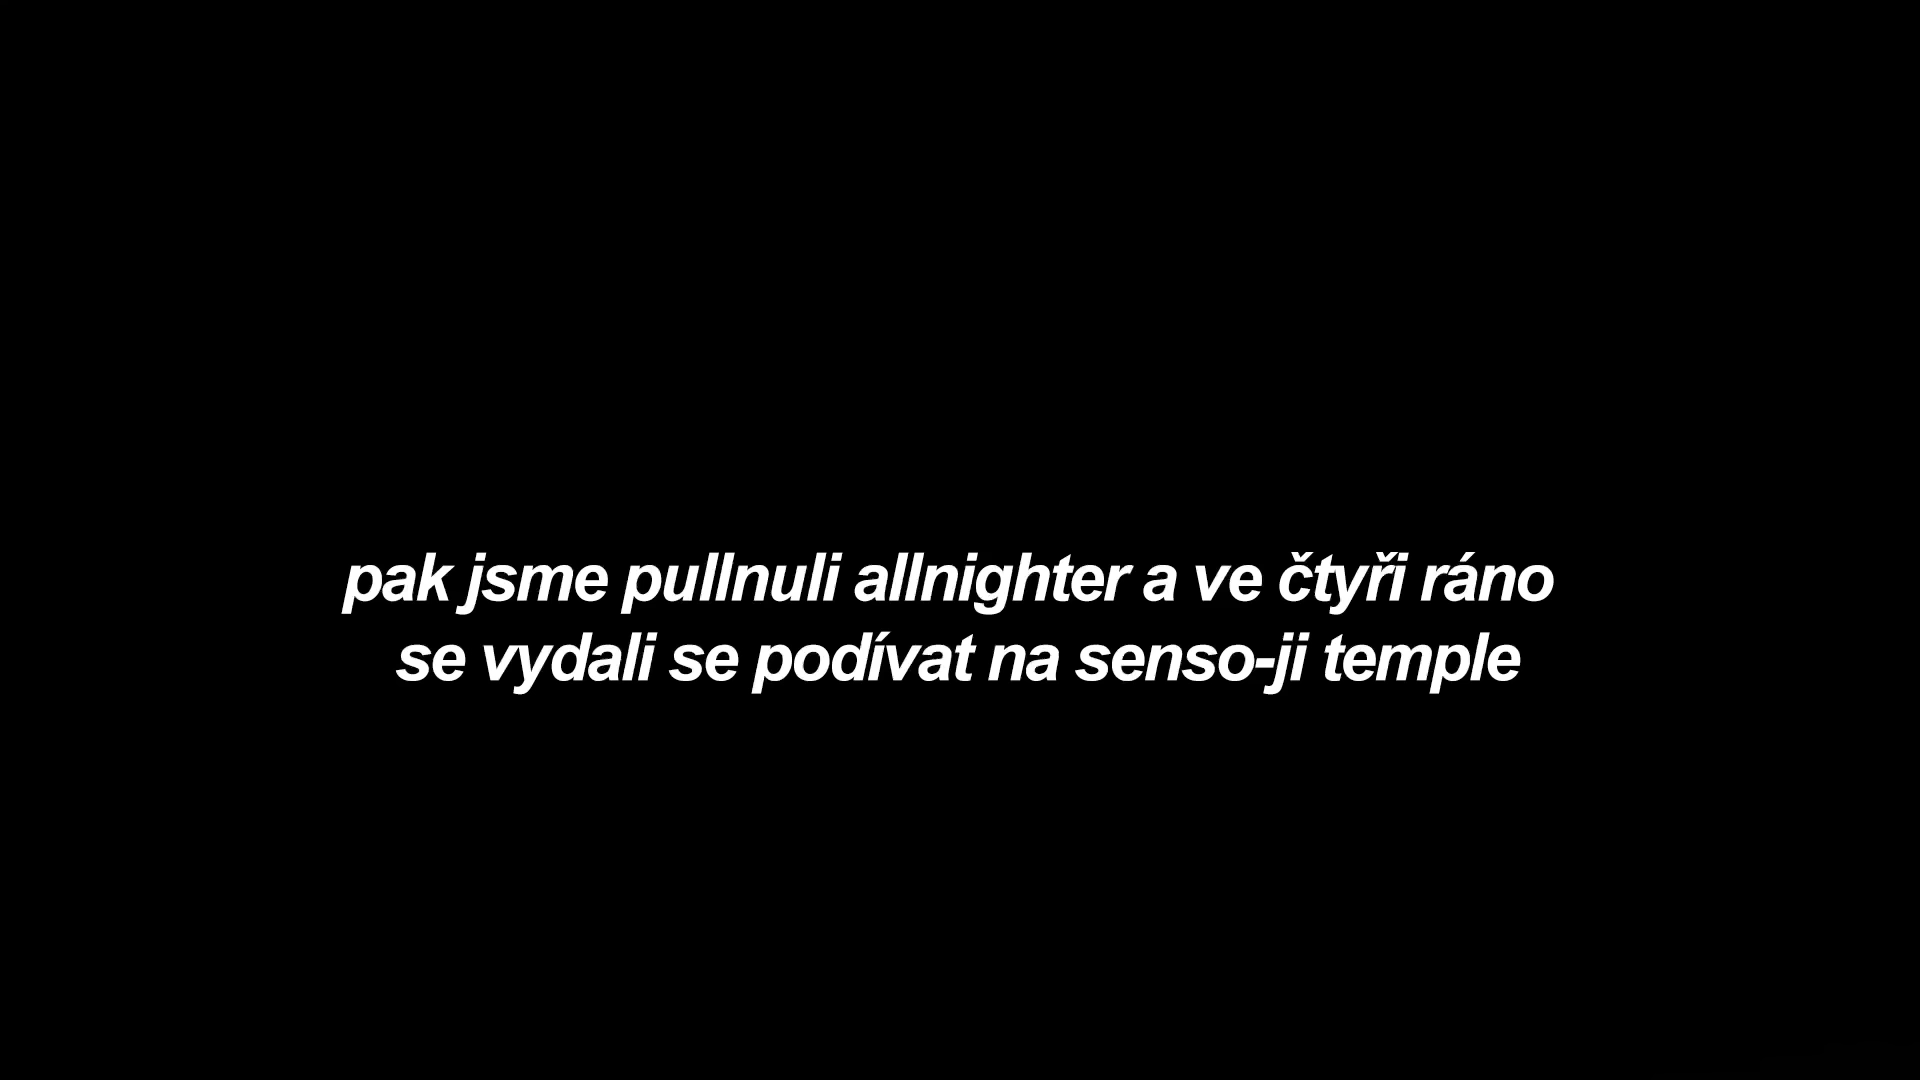 pak jsme pullnuli allnighter a ve čtyři ráno
se vydali se podívat na senso-ji temple